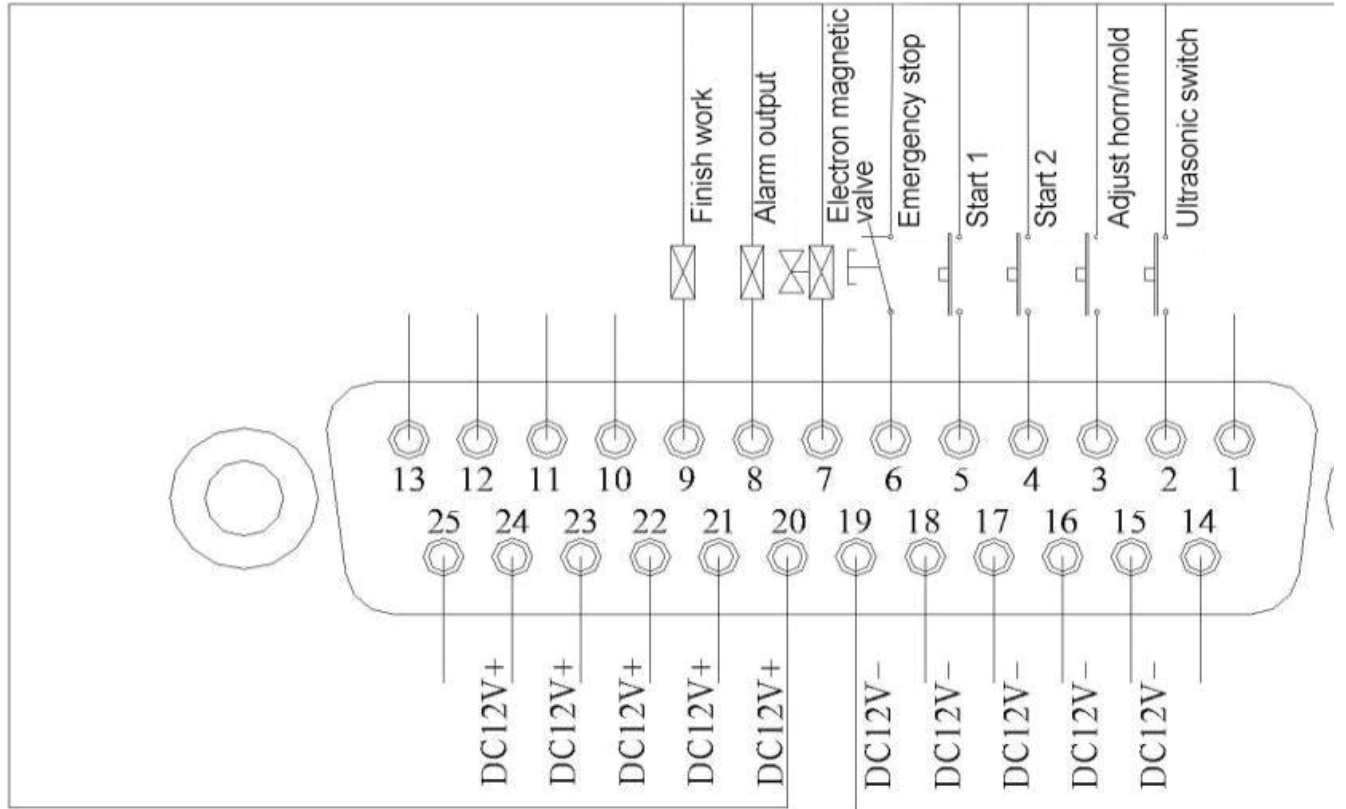 Finish work
Alarm output
Electron magnetic
valve
Emergency stop
Start 1
Start 2
Adjust horn/mold
Ultrasonic switch
13 12 11 10 9 8 7 6 5 4 3 2 1
25 24 23 22 21 20 19 18 17 16 15 14
DC12V+
DC12V+
DC12V+
DC12V+
DC12V+
DC12V−
DC12V−
DC12V−
DC12V−
DC12V−